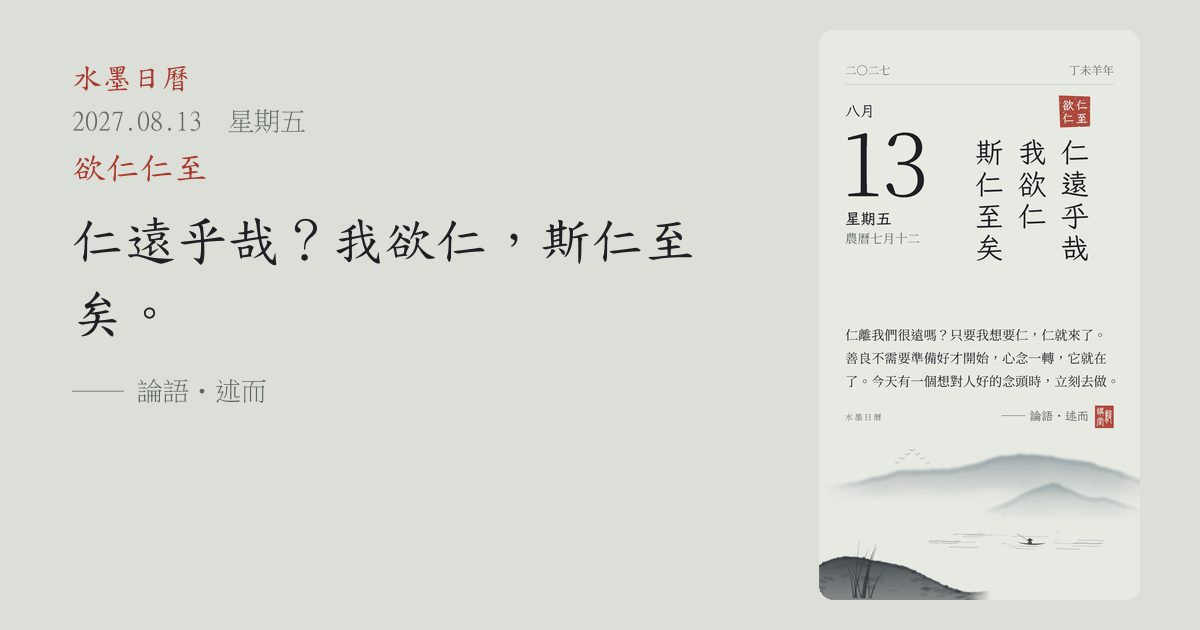 水墨日曆
2027.08.13 星期五
欲仁仁至
仁遠乎哉？我欲仁，斯仁至
矣。
—— 論語・述而
二〇二七
丁未羊年
八月
13
星期五
農曆七月十二
仁至
欲仁
仁遠乎哉
我欲仁
斯仁至矣
仁離我們很遠嗎？只要我想要仁，仁就來了。
善良不需要準備好才開始，心念一轉，它就在
了。今天有一個想對人好的念頭時，立刻去做。
水墨日曆
—— 論語・述而